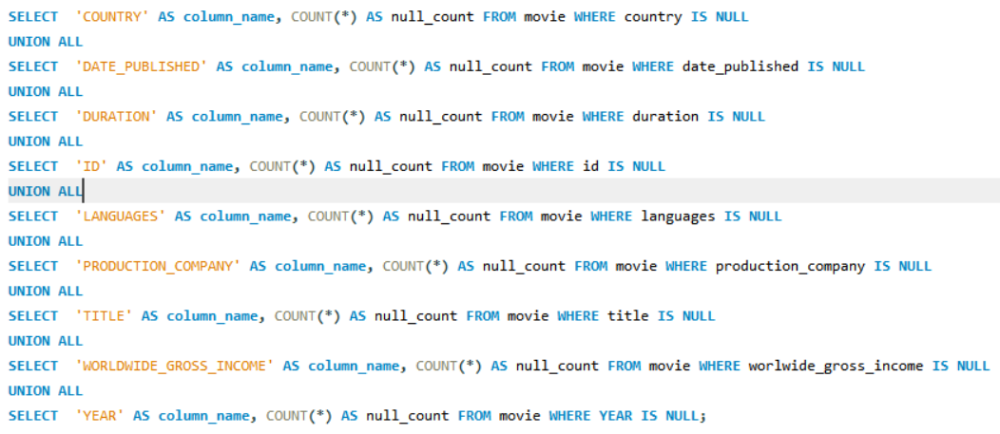 SELECT  'COUNTRY' AS column_name, COUNT(*) AS null_count FROM movie WHERE country IS NULL
UNION ALL
SELECT  'DATE_PUBLISHED' AS column_name, COUNT(*) AS null_count FROM movie WHERE date_published IS NULL
UNION ALL
SELECT  'DURATION' AS column_name, COUNT(*) AS null_count FROM movie WHERE duration IS NULL
UNION ALL
SELECT  'ID' AS column_name, COUNT(*) AS null_count FROM movie WHERE id IS NULL
UNION ALL
SELECT  'LANGUAGES' AS column_name, COUNT(*) AS null_count FROM movie WHERE languages IS NULL
UNION ALL
SELECT  'PRODUCTION_COMPANY' AS column_name, COUNT(*) AS null_count FROM movie WHERE production_company IS NULL
UNION ALL
SELECT  'TITLE' AS column_name, COUNT(*) AS null_count FROM movie WHERE title IS NULL
UNION ALL
SELECT  'WORLDWIDE_GROSS_INCOME' AS column_name, COUNT(*) AS null_count FROM movie WHERE worlwide_gross_income IS NULL
UNION ALL
SELECT  'YEAR' AS column_name, COUNT(*) AS null_count FROM movie WHERE YEAR IS NULL;